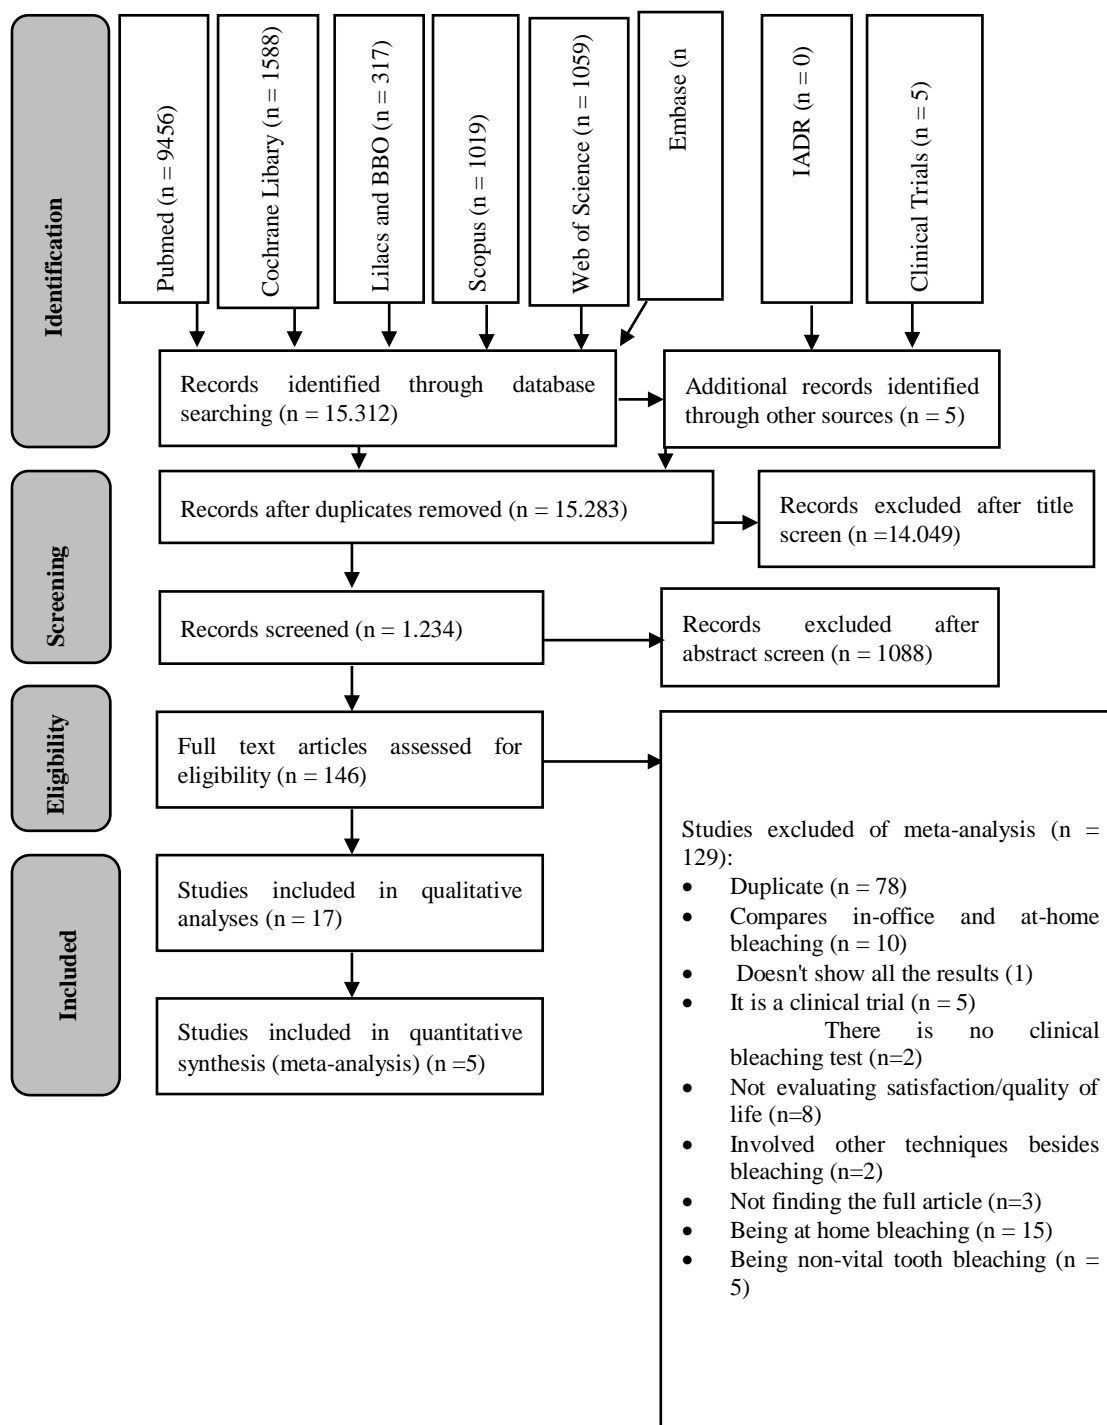 Identification
Pubmed (n = 9456)
Cochrane Libary (n = 1588)
Lilacs and BBO (n = 317)
Scopus (n = 1019)
Web of Science (n = 1059)
Embase (n
IADR (n = 0)
Clinical Trials (n = 5)
Records identified through database
searching (n = 15.312)
Additional records identified
through other sources (n = 5)
Screening
Records after duplicates removed (n = 15.283)
Records excluded after title
screen (n =14.049)
Records screened (n = 1.234)
Records excluded after
abstract screen (n = 1088)
Eligibility
Full text articles assessed for
eligibility (n = 146)
Studies excluded of meta-analysis (n =
129):
• Duplicate (n = 78)
• Compares in-office and at-home
bleaching (n = 10)
• Doesn't show all the results (1)
• It is a clinical trial (n = 5)
There is no clinical
bleaching test (n=2)
• Not evaluating satisfaction/quality of
life (n=8)
• Involved other techniques besides
bleaching (n=2)
• Not finding the full article (n=3)
• Being at home bleaching (n = 15)
• Being non-vital tooth bleaching (n =
5)
Included
Studies included in qualitative
analyses (n = 17)
Studies included in quantitative
synthesis (meta-analysis) (n =5)